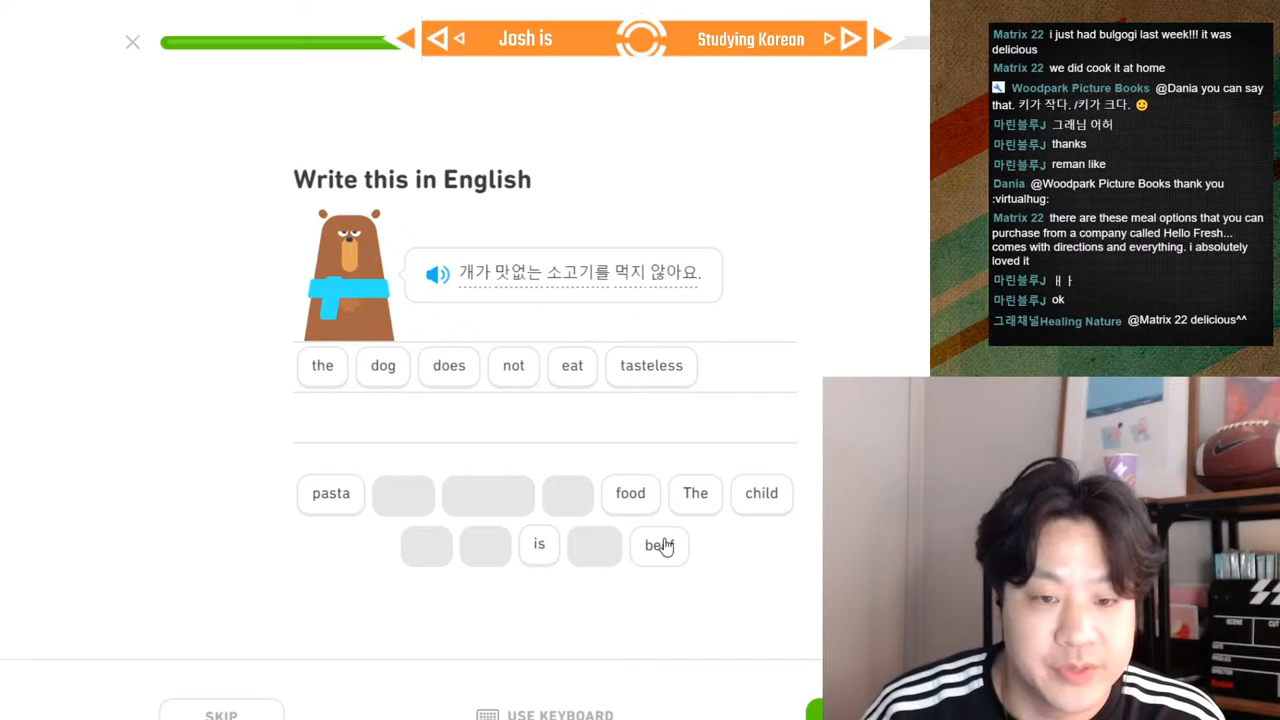 Josh is
Studying Korean
Write this in English
개가 맛없는 소고기를 먹지 않아요.
the dog does not eat tasteless
pasta food The child
is beef
SKIP
USE KEYBOARD
Matrix 22 i just had bulgogi last week!!! it was
delicious
Matrix 22 we did cook it at home
Woodpark Picture Books @Dania you can say
that. 키가 작다. /키가 크다. 🙂
마린블루J 그래님 어허
마린블루J thanks
마린블루J reman like
Dania @Woodpark Picture Books thank you
:virtualhug:
Matrix 22 there are these meal options that you can
purchase from a company called Hello Fresh...
comes with directions and everything. i absolutely
loved it
마린블루J ㅐㅏ
마린블루J ok
그래채널Healing Nature @Matrix 22 delicious^^